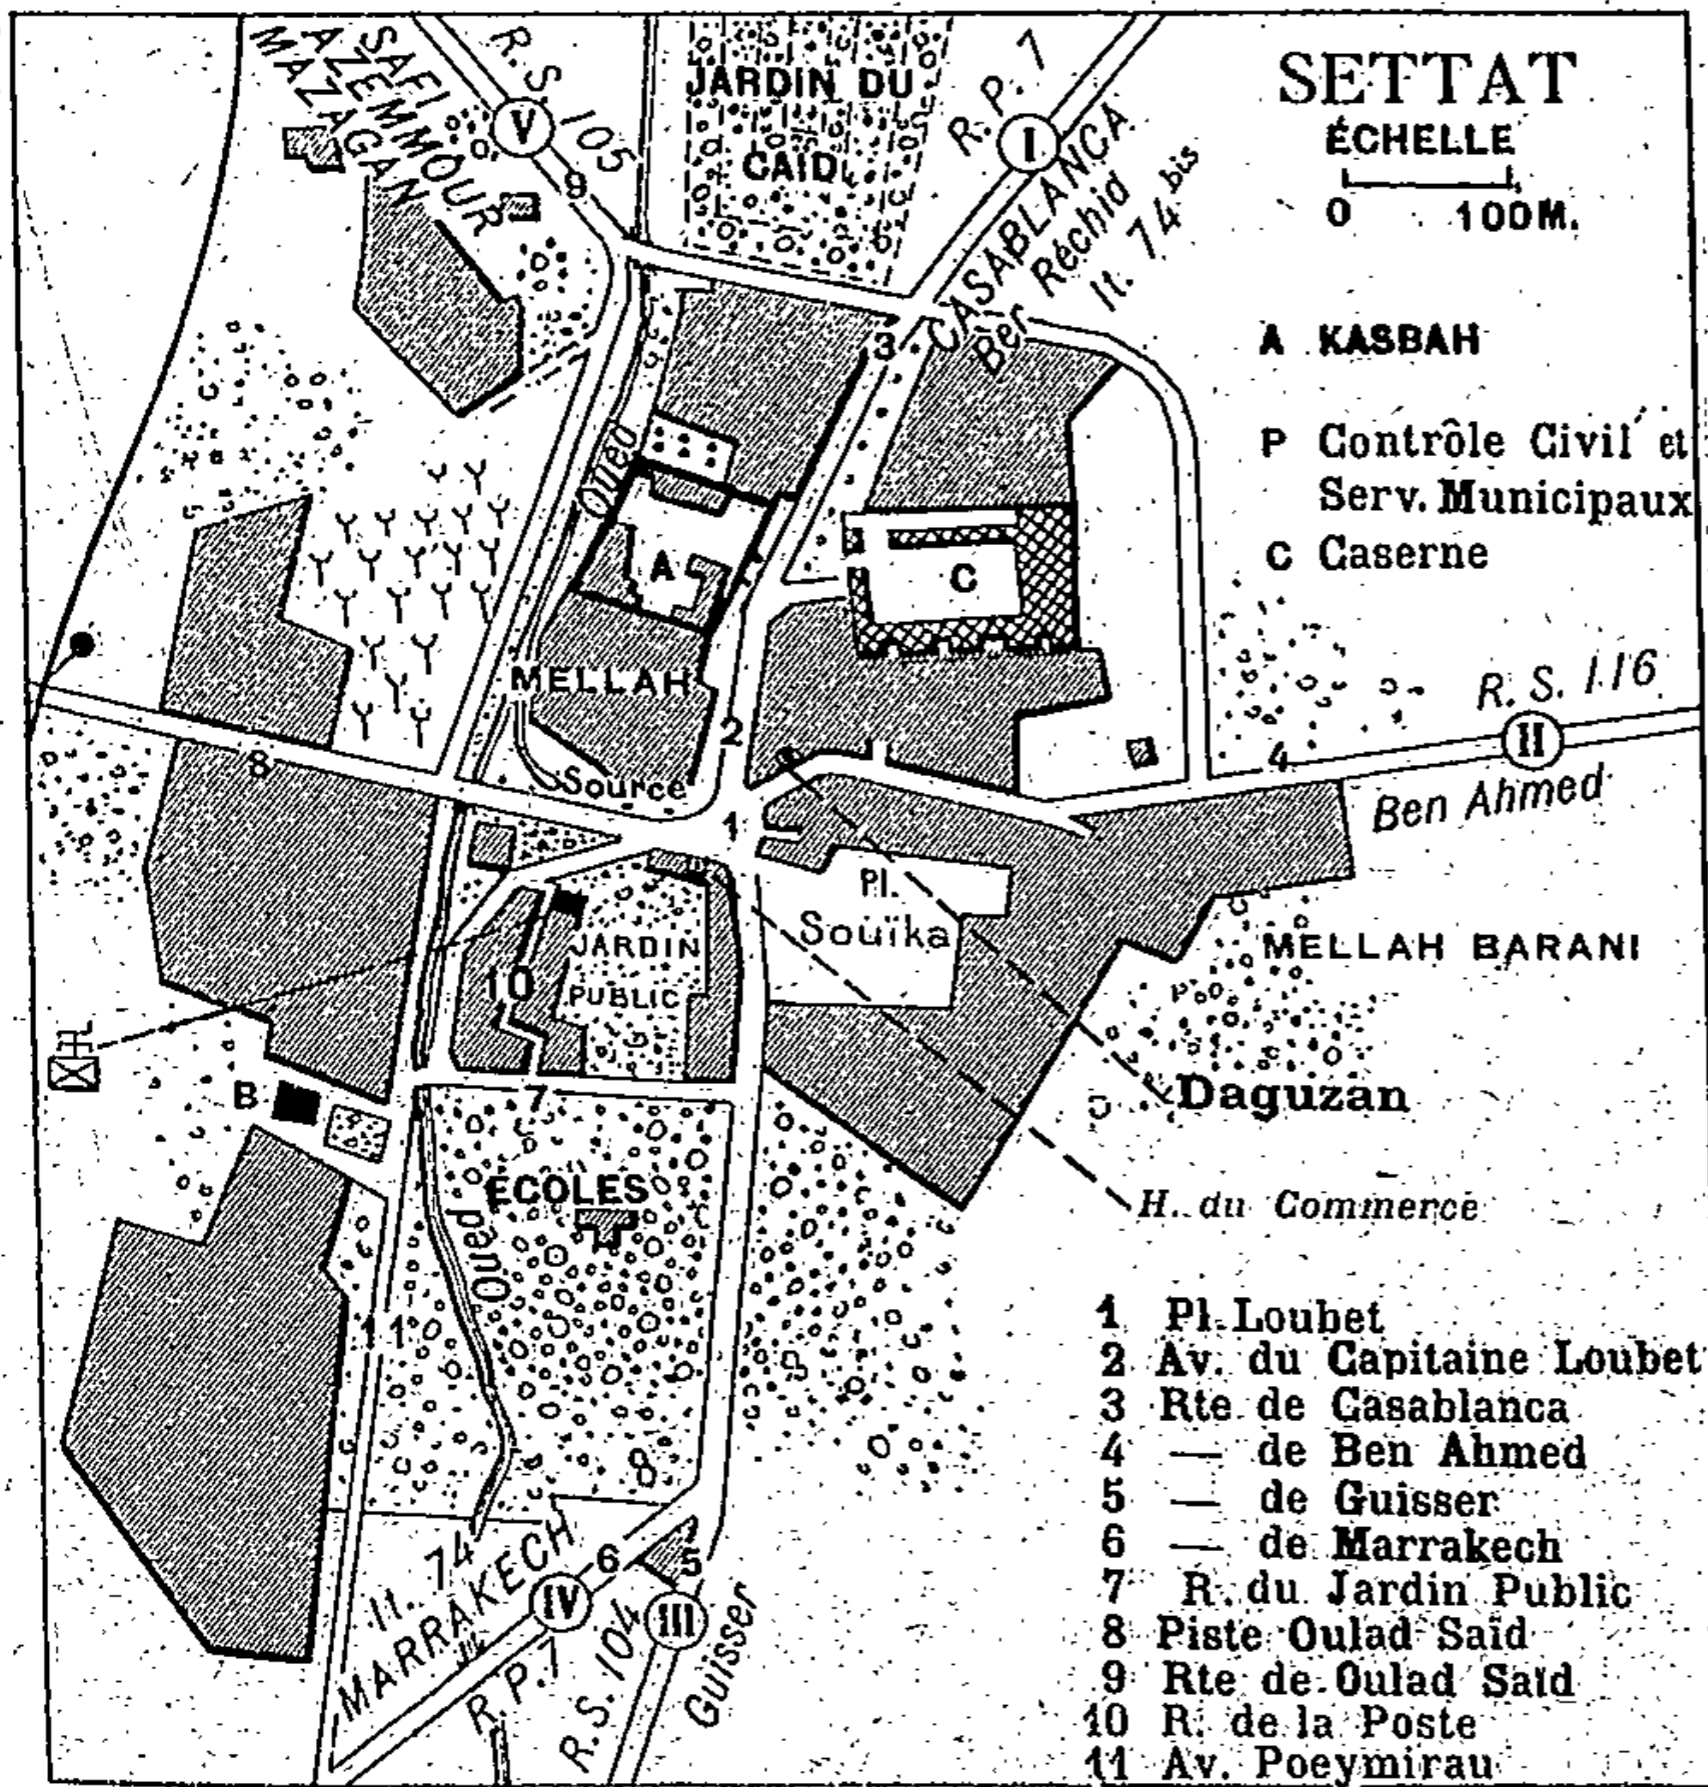 SETTAT
ÉCHELLE
0 100M.
A KASBAH
P Contrôle Civil et
Serv. Municipaux
C Caserne
SAFI
AZEMMOUR
MAZAGAN
R.S. 105
V
9
JARDIN DU
CAID
R.P. 7
I
CASABLANCA
Ber Réchid
It. 74 bis
3
Oued
A
C
MELLAH
2
Source
8
1
4
R.S. 116
II
Ben Ahmed
Pl.
Souïka
JARDIN
PUBLIC
10
MELLAH BARANI
B
7
Daguzan
ECOLES
Oued
H. du Commerce
11
8
It. 74
MARRAKECH
6
5
IV
III
R.P. 7
R.S. 104
Guisser
1 Pl. Loubet
2 Av. du Capitaine Loubet
3 Rte de Casablanca
4 — de Ben Ahmed
5 — de Guisser
6 — de Marrakech
7 R. du Jardin Public
8 Piste Oulad Saïd
9 Rte de Oulad Saïd
10 R. de la Poste
11 Av. Poeymirau